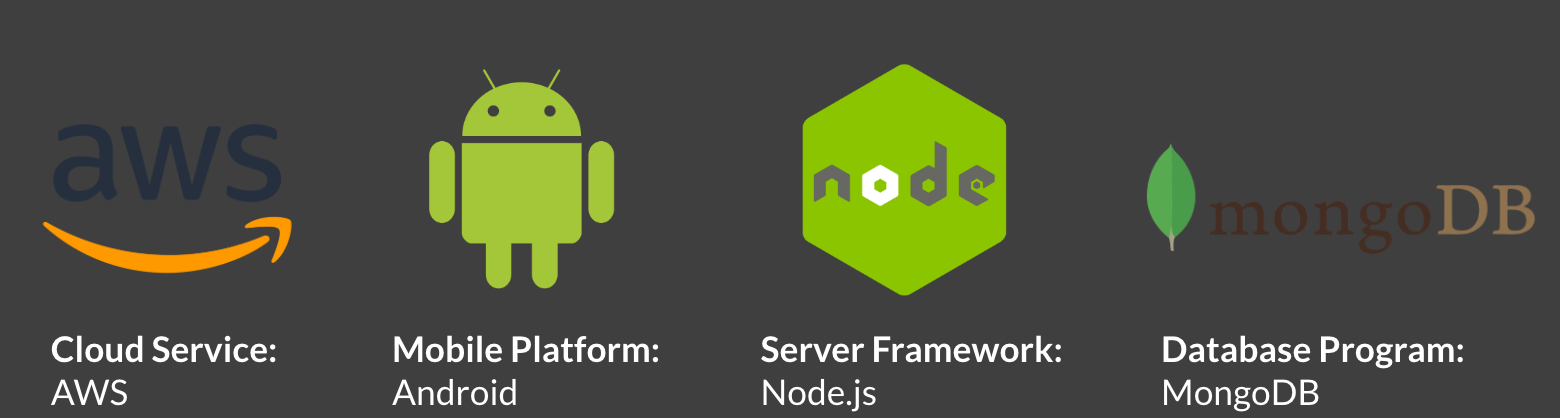 aws
node
mongoDB
Cloud Service:
AWS
Mobile Platform:
Android
Server Framework:
Node.js
Database Program:
MongoDB